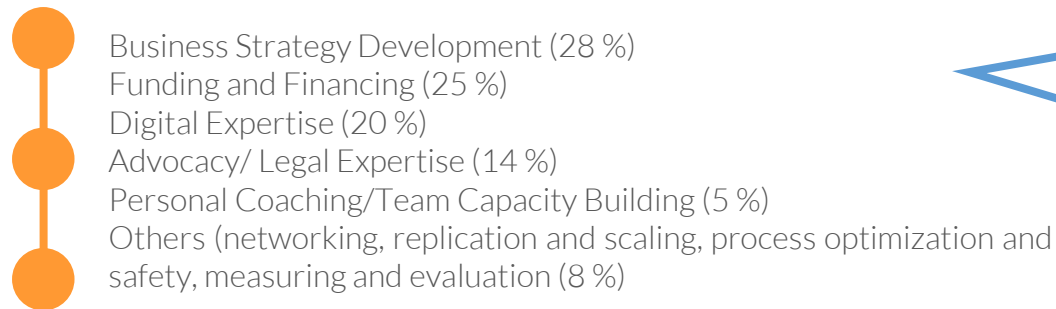 Business Strategy Development (28 %)
Funding and Financing (25 %)
Digital Expertise (20 %)
Advocacy/ Legal Expertise (14 %)
Personal Coaching/Team Capacity Building (5 %)
Others (networking, replication and scaling, process optimization and
safety, measuring and evaluation (8 %)